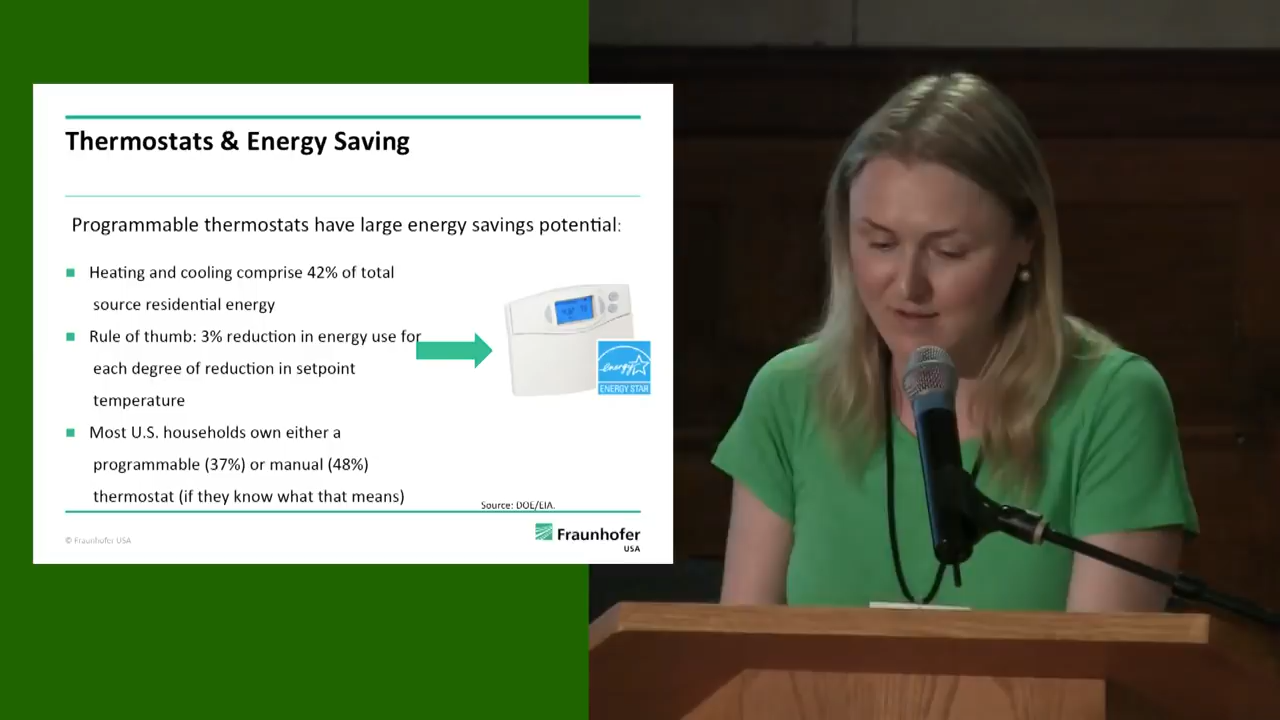 Thermostats & Energy Saving
Programmable thermostats have large energy savings potential:
Heating and cooling comprise 42% of total
source residential energy
Rule of thumb: 3% reduction in energy use for
each degree of reduction in setpoint
temperature
Most U.S. households own either a
programmable (37%) or manual (48%)
thermostat (if they know what that means)
energy
ENERGY STAR
Source: DOE/EIA.
© Fraunhofer USA
Fraunhofer
USA